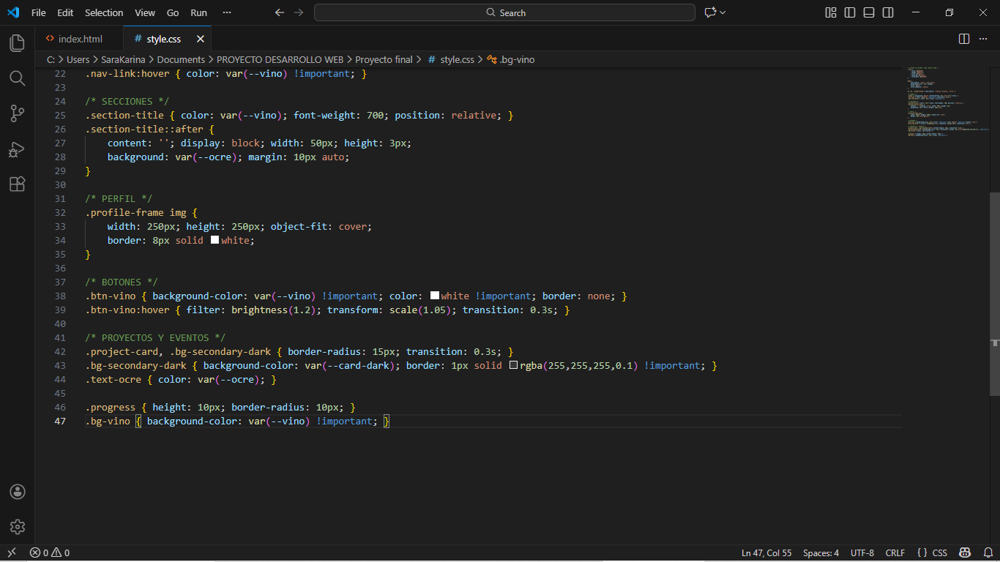 File Edit Selection View Go Run ··· Search
index.html # style.css
C: > Users > SaraKarina > Documents > PROYECTO DESARROLLO WEB > Proyecto final > # style.css > .bg-vino
22 .nav-link:hover { color: var(--vino) !important; }
23
24 /* SECCIONES */
25 .section-title { color: var(--vino); font-weight: 700; position: relative; }
26 .section-title::after {
27 content: ''; display: block; width: 50px; height: 3px;
28 background: var(--ocre); margin: 10px auto;
29 }
30
31 /* PERFIL */
32 .profile-frame img {
33 width: 250px; height: 250px; object-fit: cover;
34 border: 8px solid white;
35 }
36
37 /* BOTONES */
38 .btn-vino { background-color: var(--vino) !important; color: white !important; border: none; }
39 .btn-vino:hover { filter: brightness(1.2); transform: scale(1.05); transition: 0.3s; }
40
41 /* PROYECTOS Y EVENTOS */
42 .project-card, .bg-secondary-dark { border-radius: 15px; transition: 0.3s; }
43 .bg-secondary-dark { background-color: var(--card-dark); border: 1px solid rgba(255,255,255,0.1) !important; }
44 .text-ocre { color: var(--ocre); }
45
46 .progress { height: 10px; border-radius: 10px; }
47 .bg-vino { background-color: var(--vino) !important; }
0 0 Ln 47, Col 55 Spaces: 4 UTF-8 CRLF { } CSS